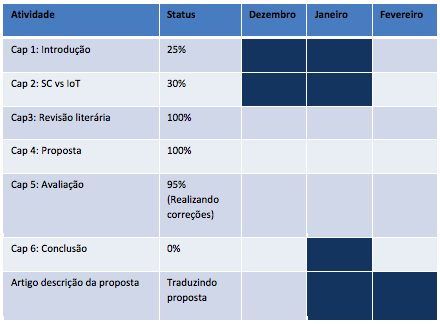 Atividade Status Dezembro Janeiro Fevereiro
Cap 1: Introdução 25%
Cap 2: SC vs IoT 30%
Cap3: Revisão literária 100%
Cap 4: Proposta 100%
Cap 5: Avaliação 95%
(Realizando
correções)
Cap 6: Conclusão 0%
Artigo descrição da proposta Traduzindo
proposta